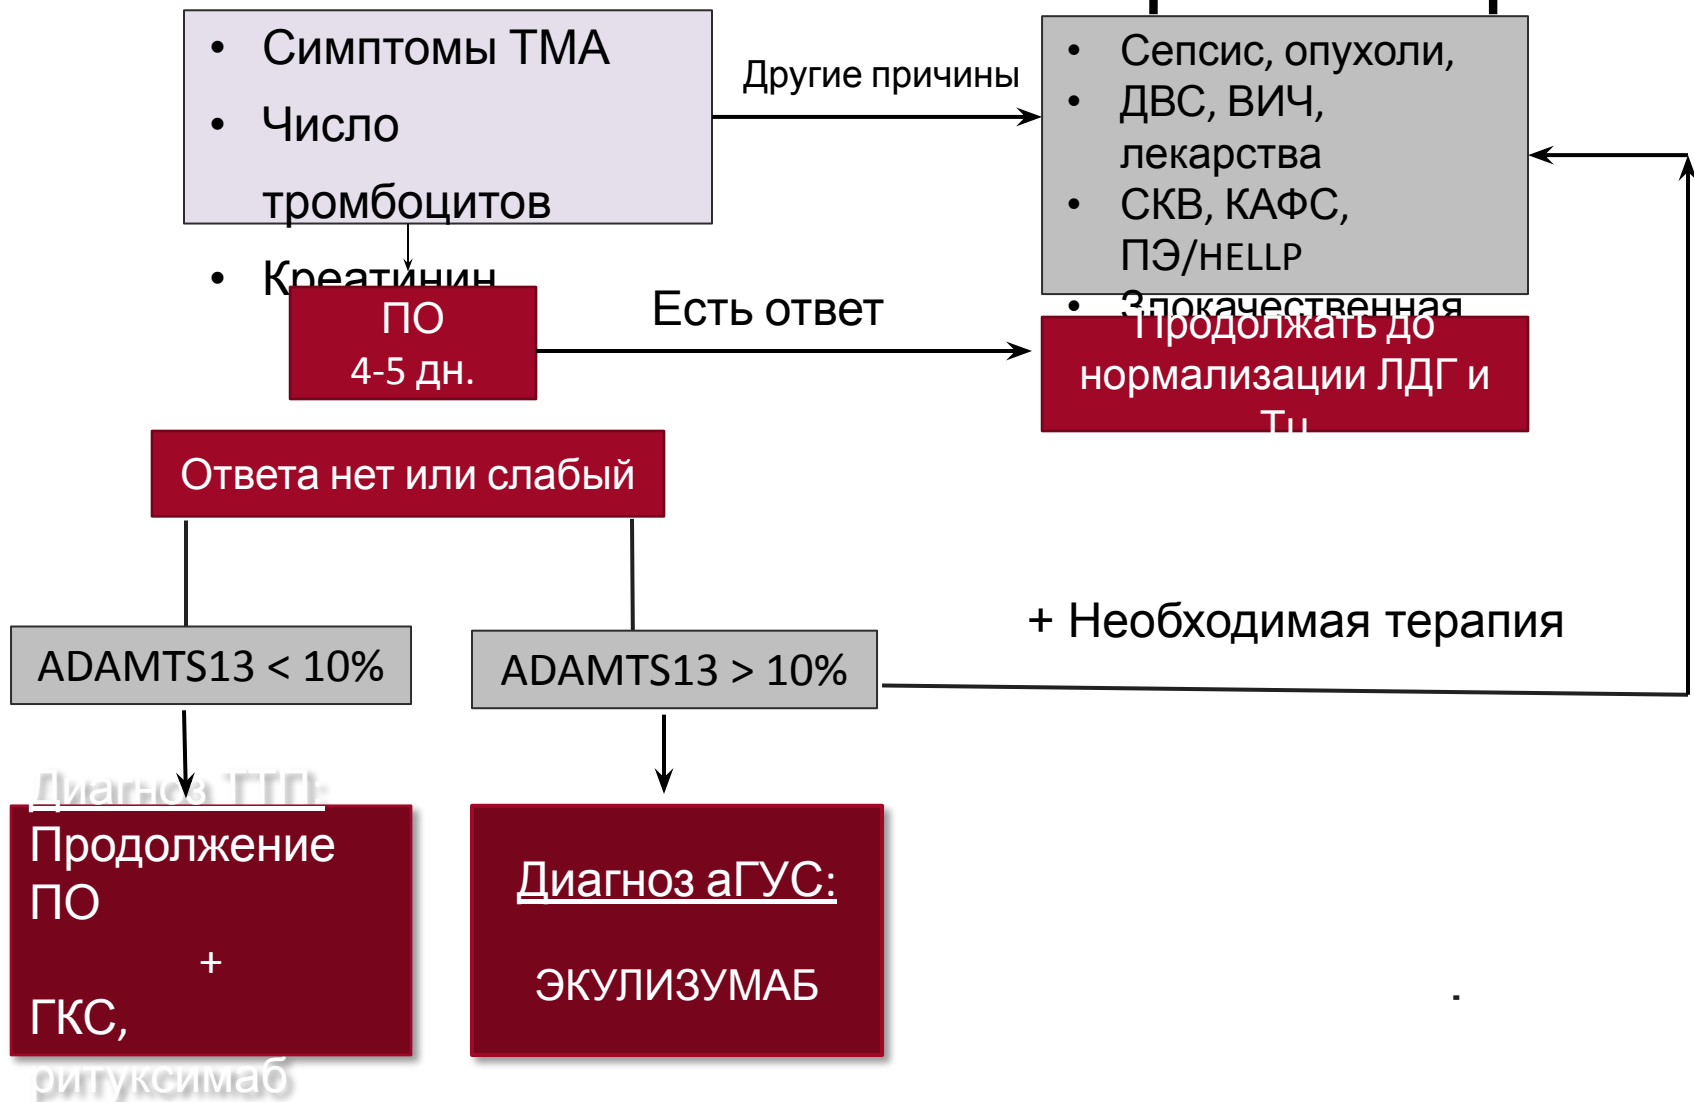 • Симптомы ТМА
• Число
тромбоцитов
• Креатинин
Другие причины
• Сепсис, опухоли,
• ДВС, ВИЧ,
лекарства
• СКВ, КАФС,
ПЭ/HELLP
• Злокачественная
ПО
4-5 дн.
Есть ответ
Продолжать до
нормализации ЛДГ и
Тц
Ответа нет или слабый
+ Необходимая терапия
ADAMTS13 < 10%
ADAMTS13 > 10%
Диагноз ТТП:
Продолжение
ПО
+
ГКС,
ритуксимаб
Диагноз аГУС:
ЭКУЛИЗУМАБ
.